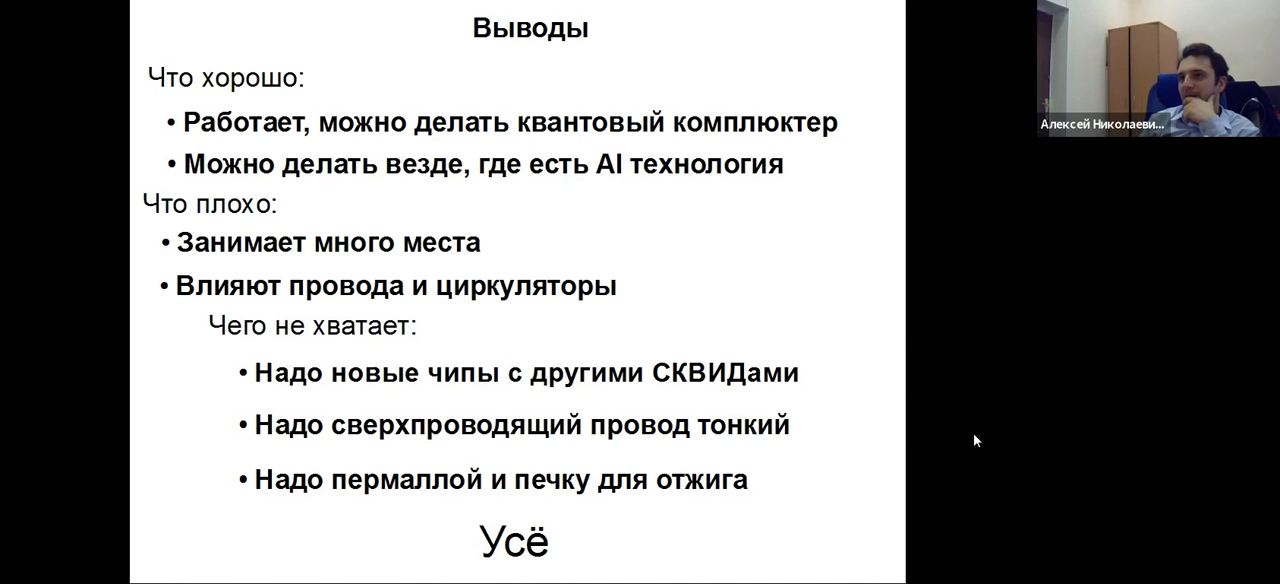 Выводы
Что хорошо:
• Работает, можно делать квантовый комплюктер
• Можно делать везде, где есть Al технология
Что плохо:
• Занимает много места
• Влияют провода и циркуляторы
Чего не хватает:
• Надо новые чипы с другими СКВИДами
• Надо сверхпроводящий провод тонкий
• Надо пермаллой и печку для отжига
Усё
Алексей Николаеви...